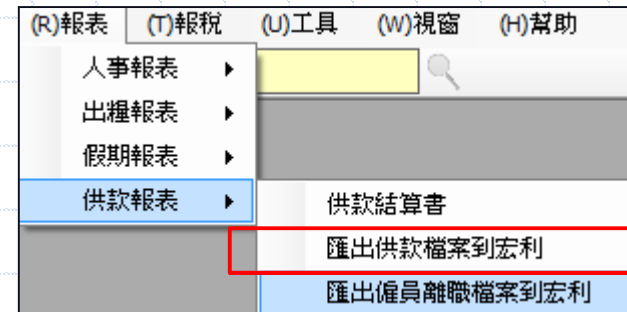 (R)報表 (T)報税 (U)工具 (W)視窗 (H)幫助
人事報表
出糧報表
假期報表
供款報表
供款結算書
匯出供款檔案到宏利
匯出僱員離職檔案到宏利